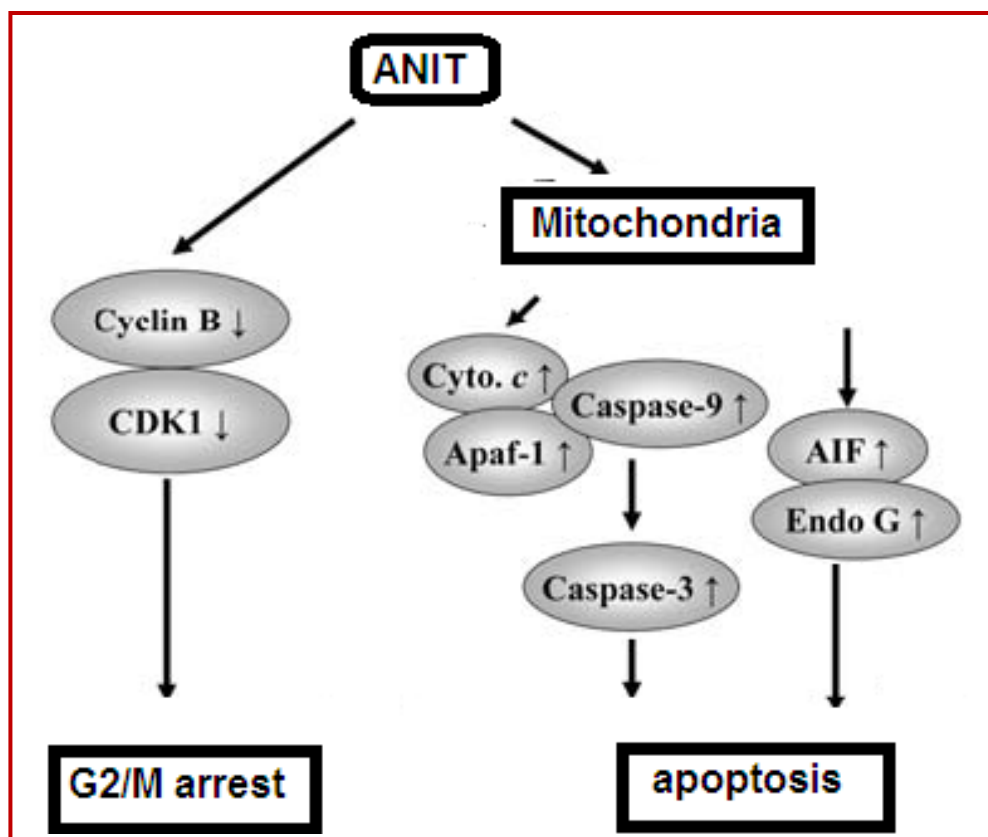 ANIT
Mitochondria
Cyclin B ↓
CDK1 ↓
G2/M arrest
Cyto. c ↑
Apaf-1 ↑
Caspase-9 ↑
Caspase-3 ↑
AIF ↑
Endo G ↑
apoptosis